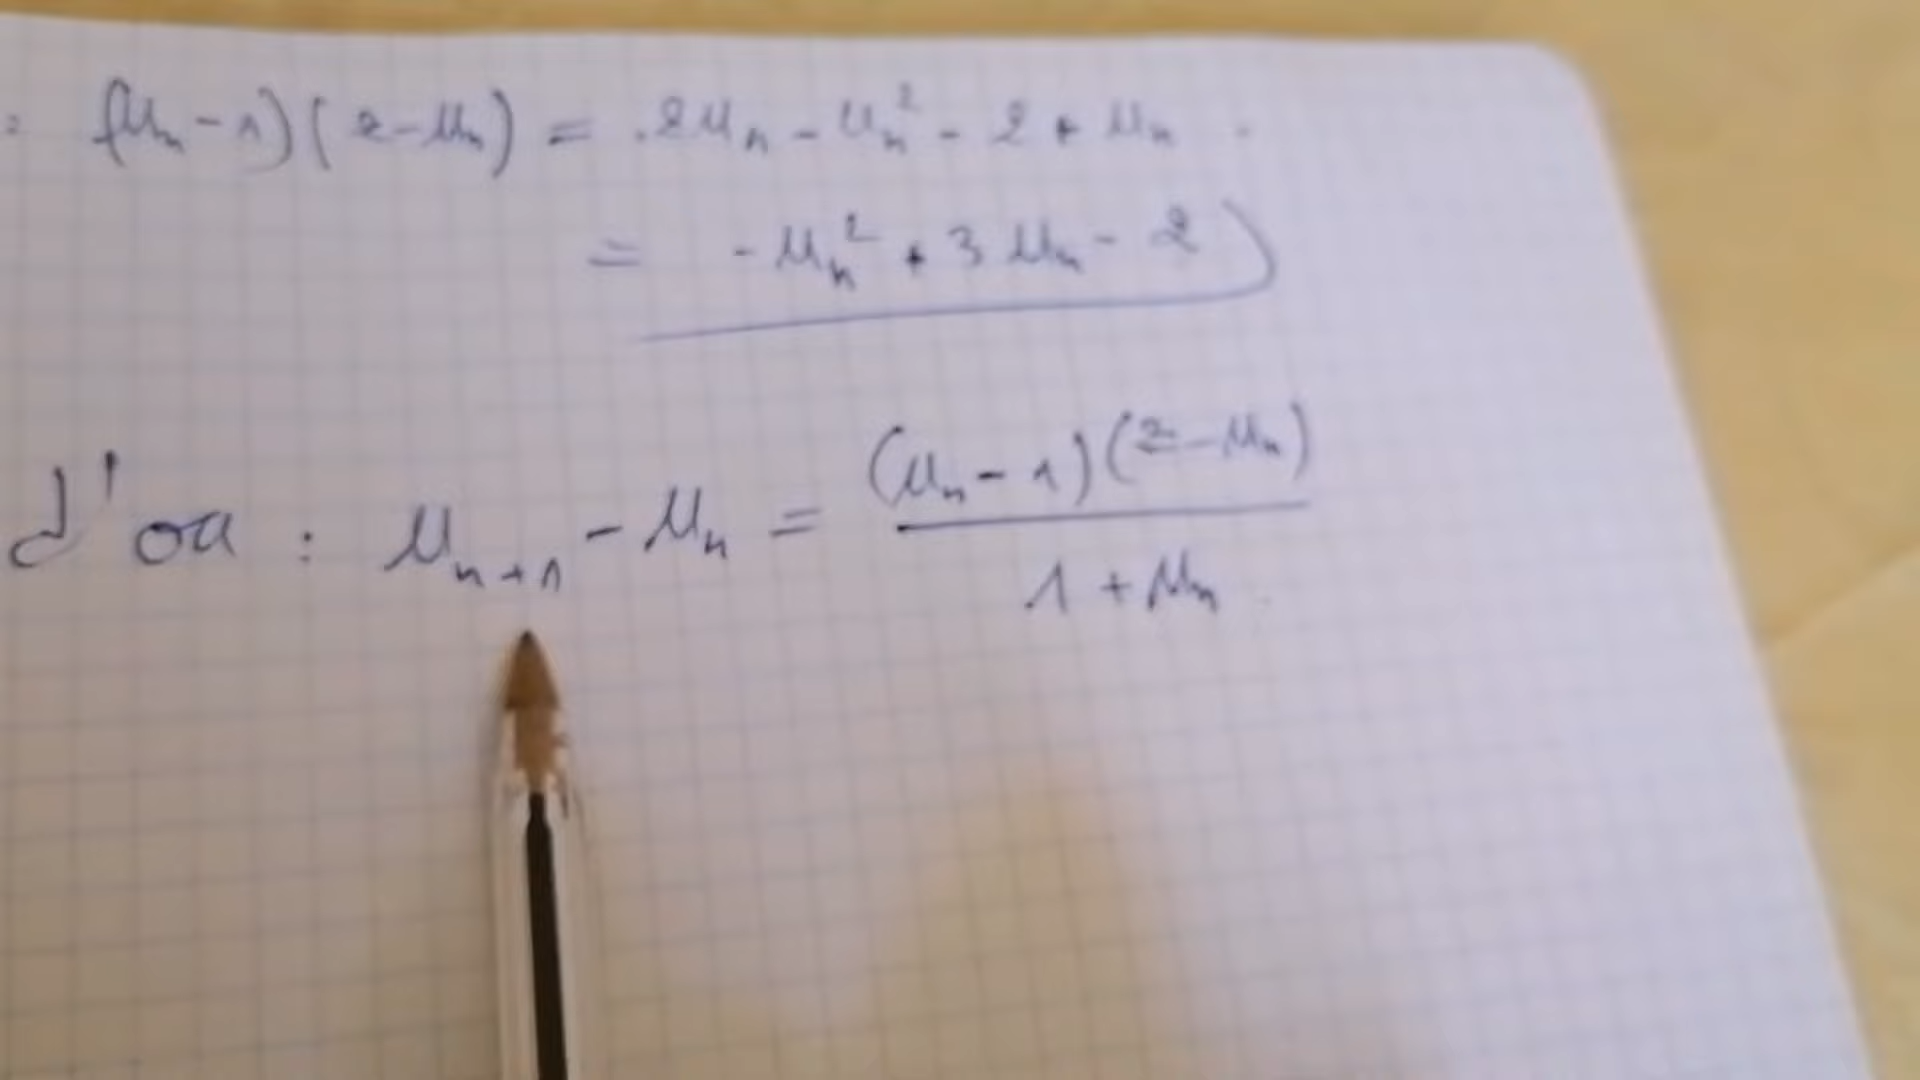 : (Un - 1)(2 - Un) = 2Un - Un² - 2 + Un
= -Un² + 3Un - 2
d'où : Un+1 - Un = (Un - 1)(2 - Un)
1 + Un